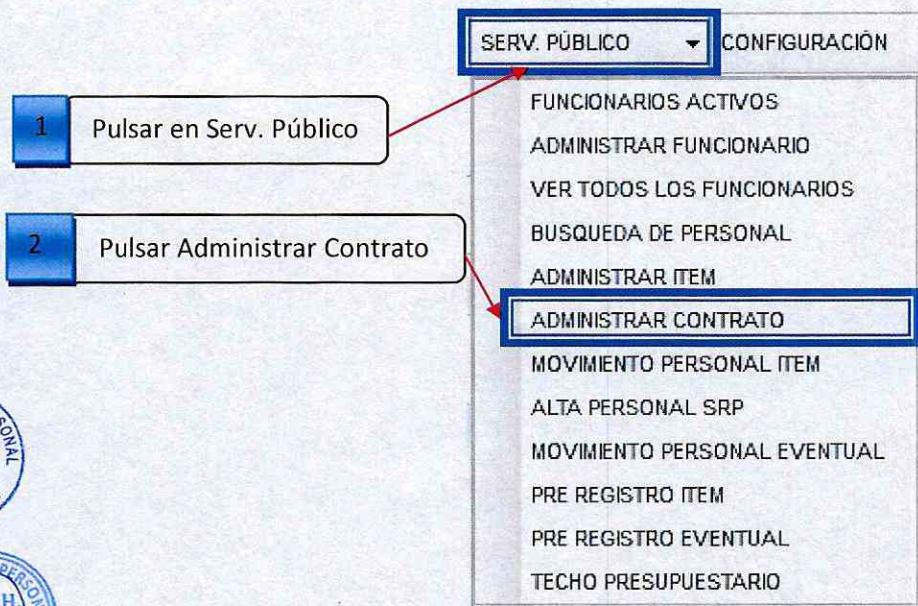 SERV. PÚBLICO CONFIGURACIÓN
1 Pulsar en Serv. Público
2 Pulsar Administrar Contrato
FUNCIONARIOS ACTIVOS
ADMINISTRAR FUNCIONARIO
VER TODOS LOS FUNCIONARIOS
BUSQUEDA DE PERSONAL
ADMINISTRAR ITEM
ADMINISTRAR CONTRATO
MOVIMIENTO PERSONAL ITEM
ALTA PERSONAL SRP
MOVIMIENTO PERSONAL EVENTUAL
PRE REGISTRO ITEM
PRE REGISTRO EVENTUAL
TECHO PRESUPUESTARIO